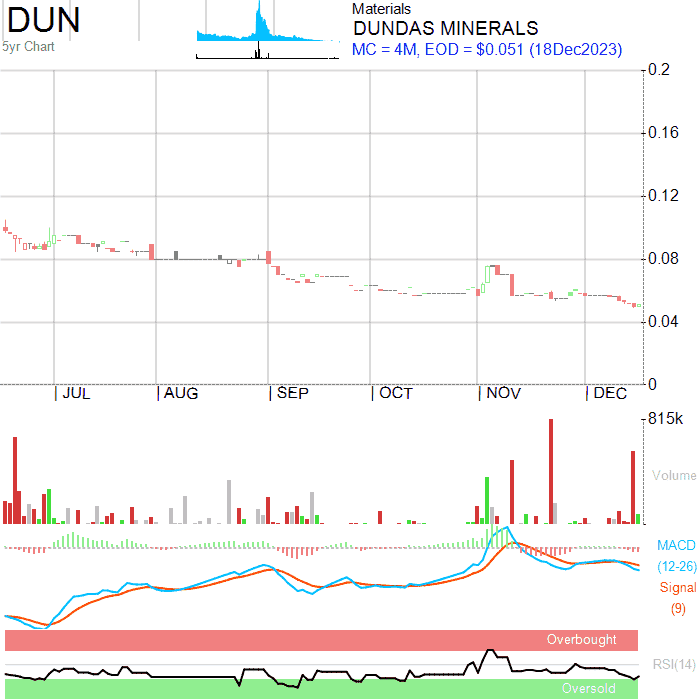 DUN
5yr Chart
Materials
DUNDAS MINERALS
MC = 4M, EOD = $0.051 (18Dec2023)
0.2
0.16
0.12
0.08
0.04
0
JUL AUG SEP OCT NOV DEC
815k
Volume
MACD
(12-26)
Signal
(9)
Overbought
RSI(14)
Oversold